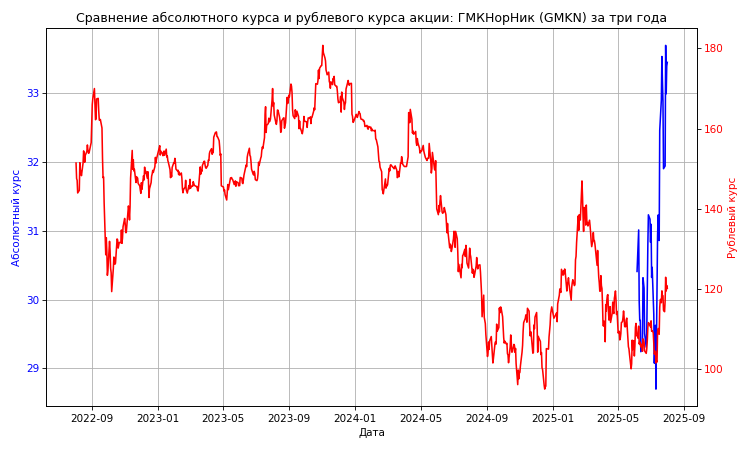 Сравнение абсолютного курса и рублевого курса акции: ГМКНорНик (GMKN) за три года
33
32
31
30
29
Абсолютный курс
180
160
140
120
100
Рублевый курс
2022-09 2023-01 2023-05 2023-09 2024-01 2024-05 2024-09 2025-01 2025-05 2025-09
Дата